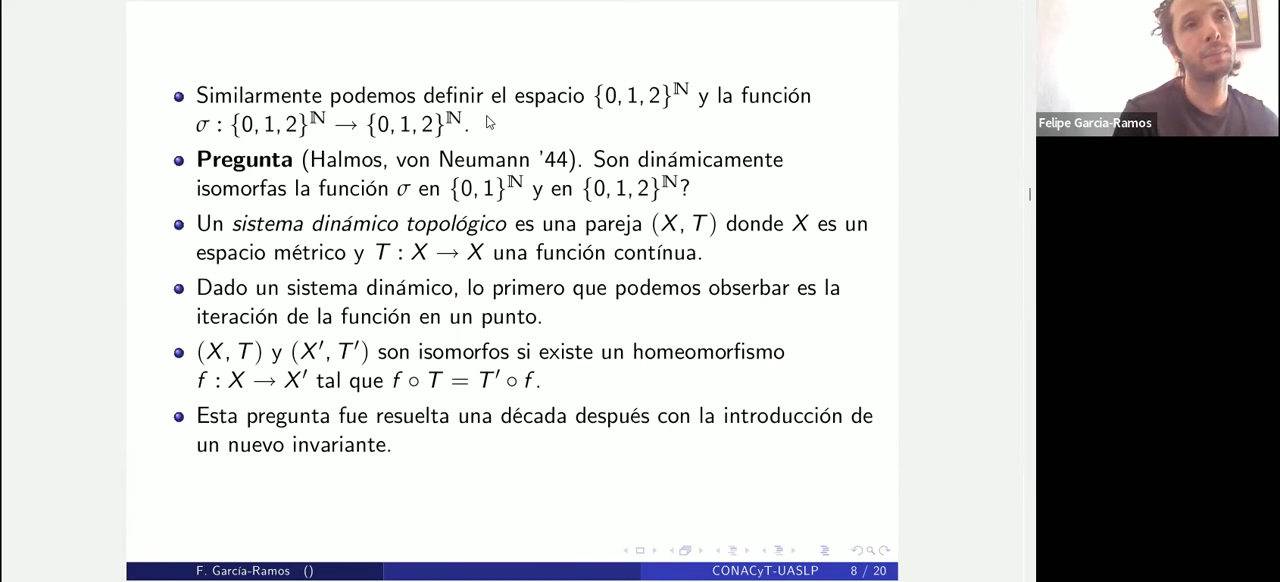 Similarmente podemos definir el espacio {0, 1, 2}^ℕ y la función
σ : {0, 1, 2}^ℕ → {0, 1, 2}^ℕ.
Pregunta (Halmos, von Neumann '44). Son dinámicamente
isomorfas la función σ en {0, 1}^ℕ y en {0, 1, 2}^ℕ?
Un sistema dinámico topológico es una pareja (X, T) donde X es un
espacio métrico y T : X → X una función contínua.
Dado un sistema dinámico, lo primero que podemos obserbar es la
iteración de la función en un punto.
(X, T) y (X′, T′) son isomorfos si existe un homeomorfismo
f : X → X′ tal que f ∘ T = T′ ∘ f.
Esta pregunta fue resuelta una década después con la introducción de
un nuevo invariante.
F. García-Ramos () CONACyT-UASLP 8 / 20
Felipe Garcia-Ramos